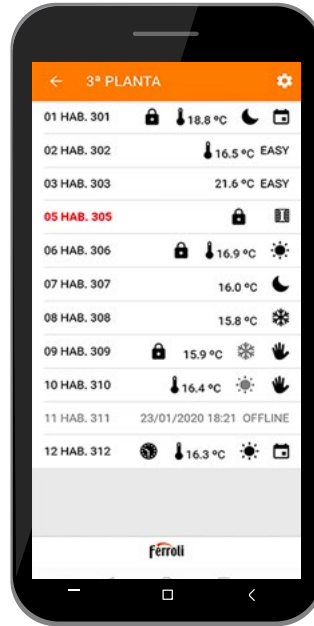 3ª PLANTA
01 HAB. 301 18.8 ºC
02 HAB. 302 16.5 ºC EASY
03 HAB. 303 21.6 ºC EASY
05 HAB. 305
06 HAB. 306 16.9 ºC
07 HAB. 307 16.0 ºC
08 HAB. 308 15.8 ºC
09 HAB. 309 15.9 ºC
10 HAB. 310 16.4 ºC
11 HAB. 311 23/01/2020 18:21 OFFLINE
12 HAB. 312 16.3 ºC
Ferroli